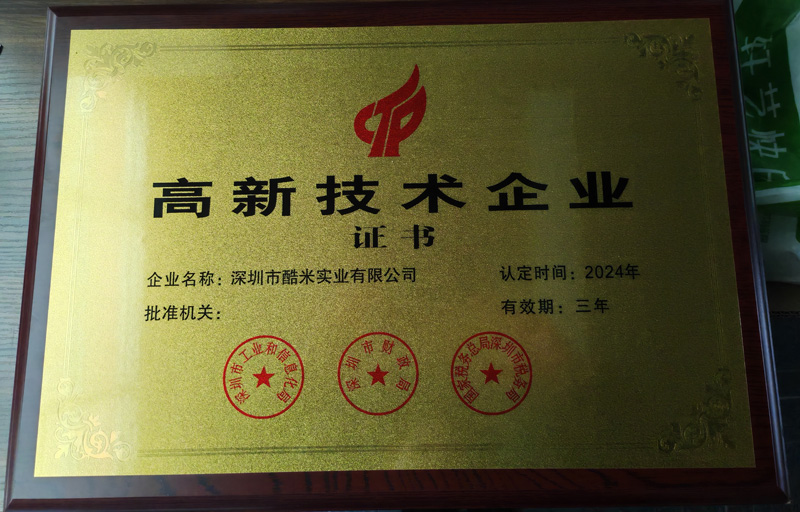 高新技术企业
证书
企业名称：深圳市酷米实业有限公司
认定时间：2024年
批准机关：
有效期：三年
深圳市工业和信息化局
深圳市财政局
国家税务总局深圳市税务局